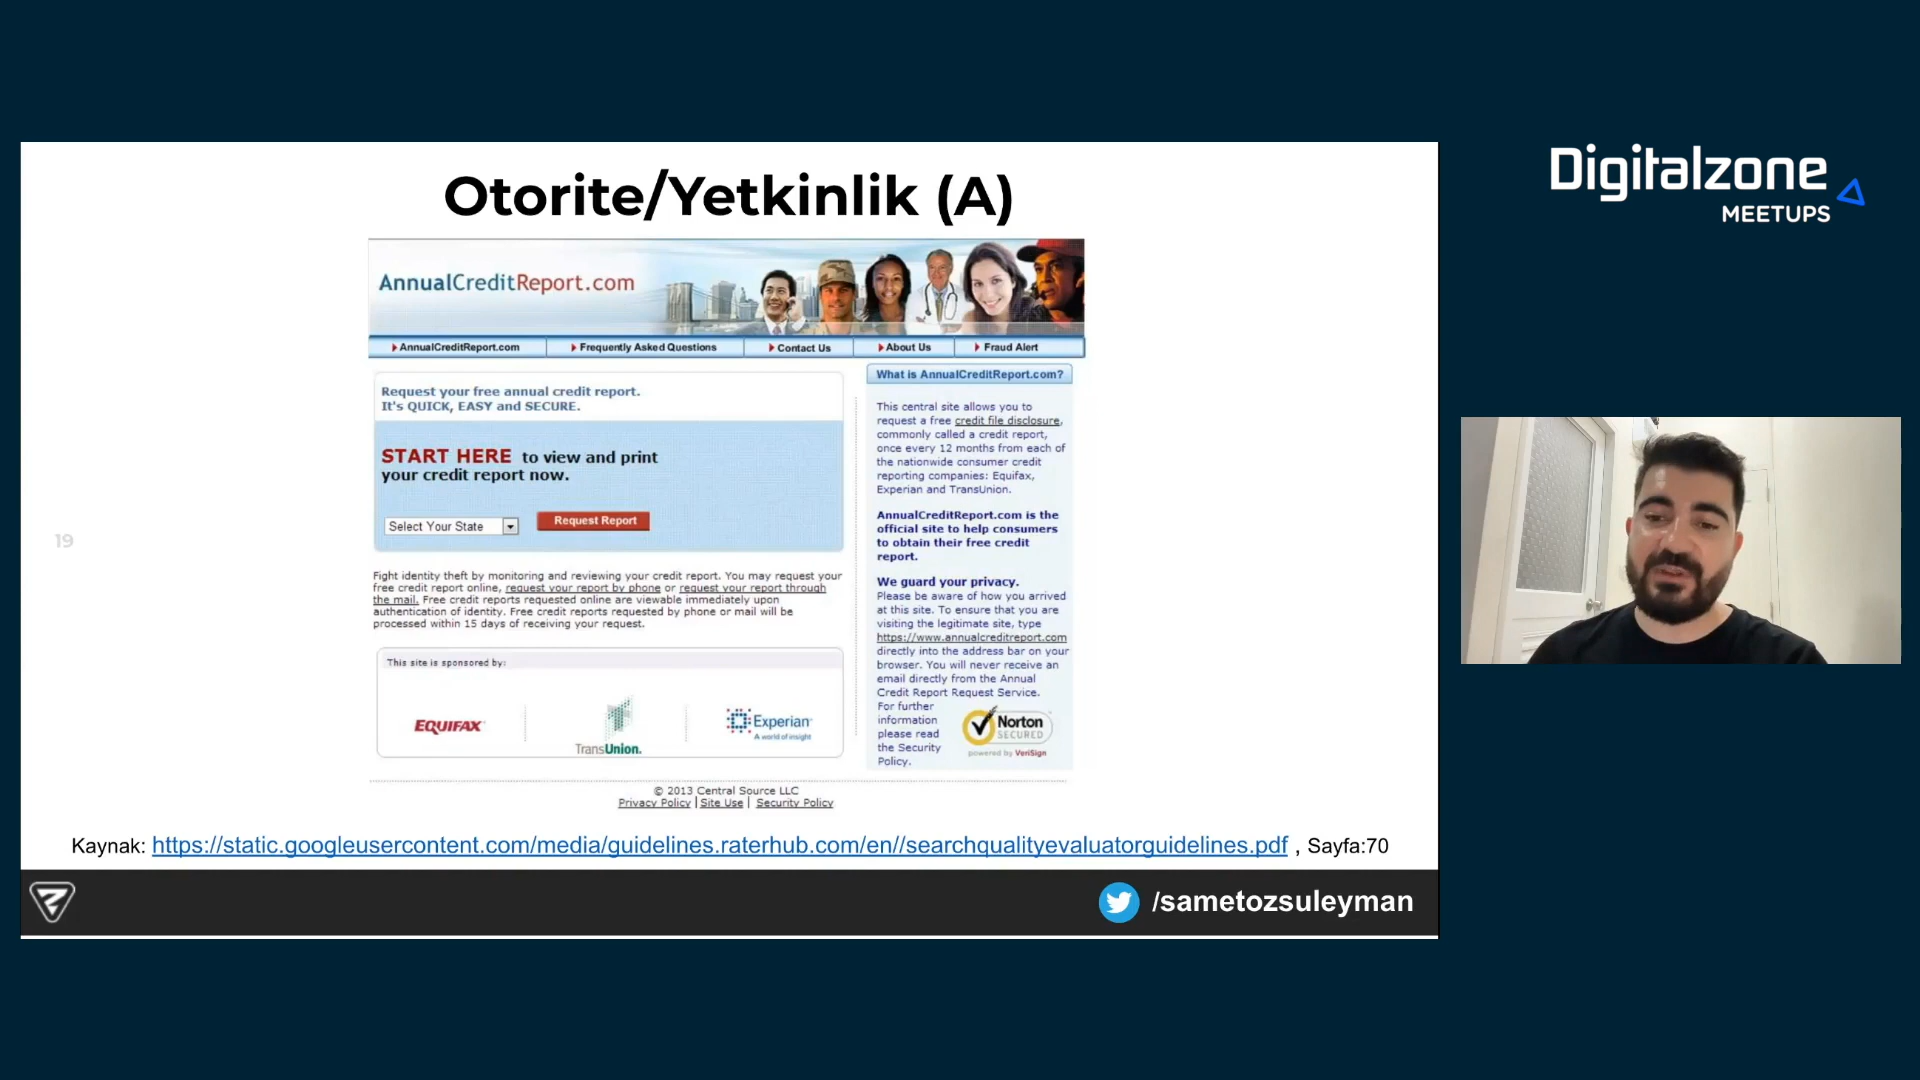 Otorite/Yetkinlik (A)
AnnualCreditReport.com
AnnualCreditReport.com
Frequently Asked Questions
Contact Us
About Us
Fraud Alert
Request your free annual credit report.
It's QUICK, EASY and SECURE.
START HERE to view and print
your credit report now.
Select Your State
Request Report
Fight identity theft by monitoring and reviewing your credit report. You may request your
free credit report online, request your report by phone or request your report through
the mail. Free credit reports requested online are viewable immediately upon
authentication of identity. Free credit reports requested by phone or mail will be
processed within 15 days of receiving your request.
This site is sponsored by:
EQUIFAX
TransUnion.
Experian
A world of insight
What is AnnualCreditReport.com?
This central site allows you to
request a free credit file disclosure,
commonly called a credit report,
once every 12 months from each of
the nationwide consumer credit
reporting companies: Equifax,
Experian and TransUnion.
AnnualCreditReport.com is the
official site to help consumers
to obtain their free credit
report.
We guard your privacy.
Please be aware of how you arrived
at this site. To ensure that you are
visiting the legitimate site, type
https://www.annualcreditreport.com
directly into the address bar on your
browser. You will never receive an
email directly from the Annual
Credit Report Request Service.
For further
information
please read
the Security
Policy.
Norton
SECURED
powered by VeriSign
© 2013 Central Source LLC
Privacy Policy | Site Use | Security Policy
19
Kaynak: https://static.googleusercontent.com/media/guidelines.raterhub.com/en//searchqualityevaluatorguidelines.pdf , Sayfa:70
/sametozsuleyman
Digitalzone
MEETUPS